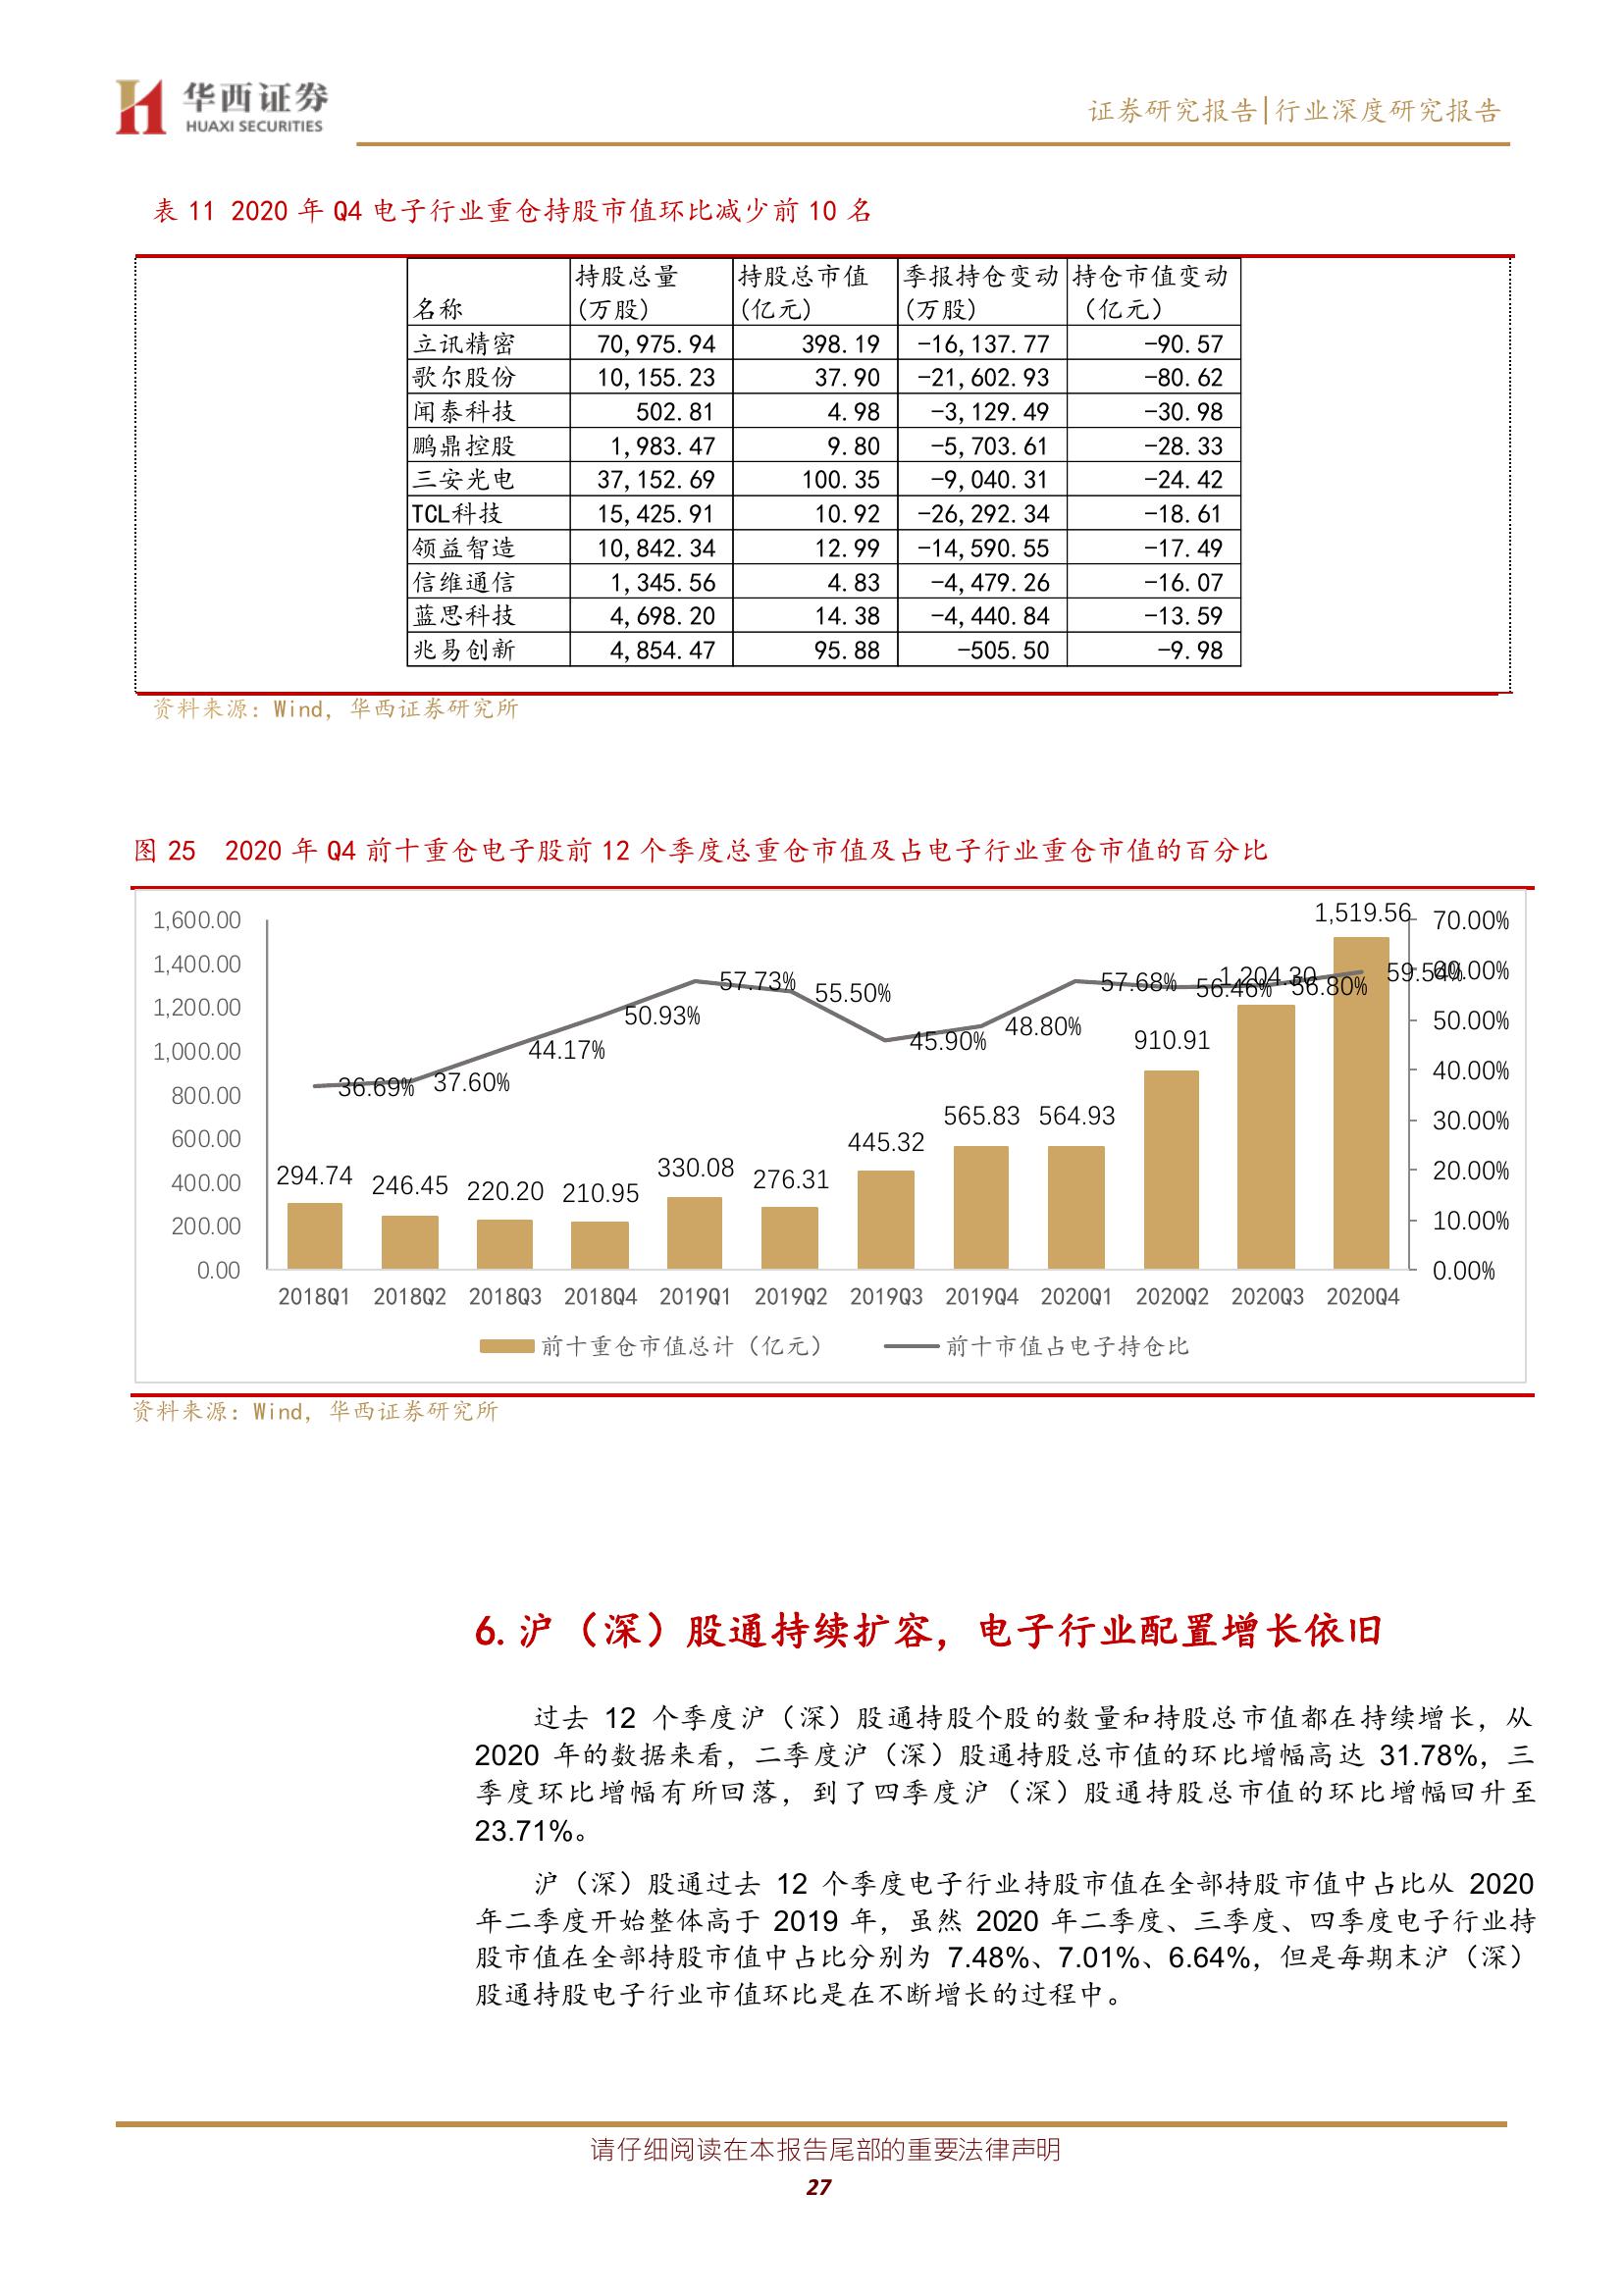 华西证券
HUAXI SECURITIES
证券研究报告|行业深度研究报告
表 11 2020 年 Q4 电子行业重仓持股市值环比减少前 10 名
名称 持股总量(万股) 持股总市值(亿元) 季报持仓变动(万股) 持仓市值变动(亿元)
立讯精密 70,975.94 398.19 -16,137.77 -90.57
歌尔股份 10,155.23 37.90 -21,602.93 -80.62
闻泰科技 502.81 4.98 -3,129.49 -30.98
鹏鼎控股 1,983.47 9.80 -5,703.61 -28.33
三安光电 37,152.69 100.35 -9,040.31 -24.42
TCL科技 15,425.91 10.92 -26,292.34 -18.61
领益智造 10,842.34 12.99 -14,590.55 -17.49
信维通信 1,345.56 4.83 -4,479.26 -16.07
蓝思科技 4,698.20 14.38 -4,440.84 -13.59
兆易创新 4,854.47 95.88 -505.50 -9.98
资料来源：Wind，华西证券研究所
图 25 2020 年 Q4 前十重仓电子股前 12 个季度总重仓市值及占电子行业重仓市值的百分比
1,600.00
1,400.00
1,200.00
1,000.00
800.00
600.00
400.00
200.00
0.00
294.74 246.45 220.20 210.95 330.08 276.31 445.32 565.83 564.93 910.91 1,204.30 1,519.56
36.69% 37.60% 44.17% 50.93% 57.73% 55.50% 45.90% 48.80% 57.68% 56.46% 56.80% 59.54%
70.00%
60.00%
50.00%
40.00%
30.00%
20.00%
10.00%
0.00%
2018Q1 2018Q2 2018Q3 2018Q4 2019Q1 2019Q2 2019Q3 2019Q4 2020Q1 2020Q2 2020Q3 2020Q4
前十重仓市值总计（亿元） 前十市值占电子持仓比
资料来源：Wind，华西证券研究所
6. 沪（深）股通持续扩容，电子行业配置增长依旧
过去 12 个季度沪（深）股通持股个股的数量和持股总市值都在持续增长，从
2020 年的数据来看，二季度沪（深）股通持股总市值的环比增幅高达 31.78%，三
季度环比增幅有所回落，到了四季度沪（深）股通持股总市值的环比增幅回升至
23.71%。
沪（深）股通过去 12 个季度电子行业持股市值在全部持股市值中占比从 2020
年二季度开始整体高于 2019 年，虽然 2020 年二季度、三季度、四季度电子行业持
股市值在全部持股市值中占比分别为 7.48%、7.01%、6.64%，但是每期末沪（深）
股通持股电子行业市值环比是在不断增长的过程中。
请仔细阅读在本报告尾部的重要法律声明
27